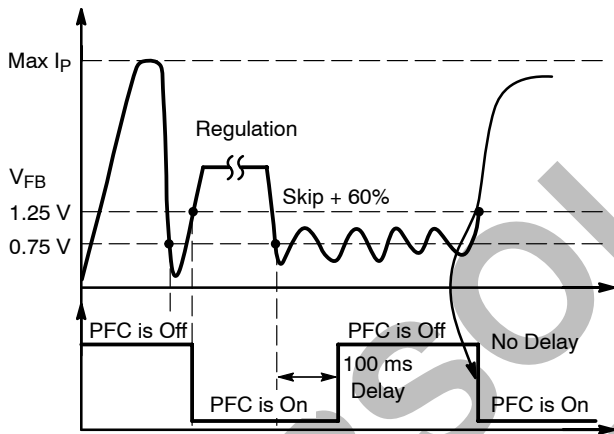 Max IP
Regulation
VFB
Skip + 60%
1.25 V
0.75 V
PFC is Off
PFC is Off
No Delay
100 ms
Delay
PFC is On
PFC is On